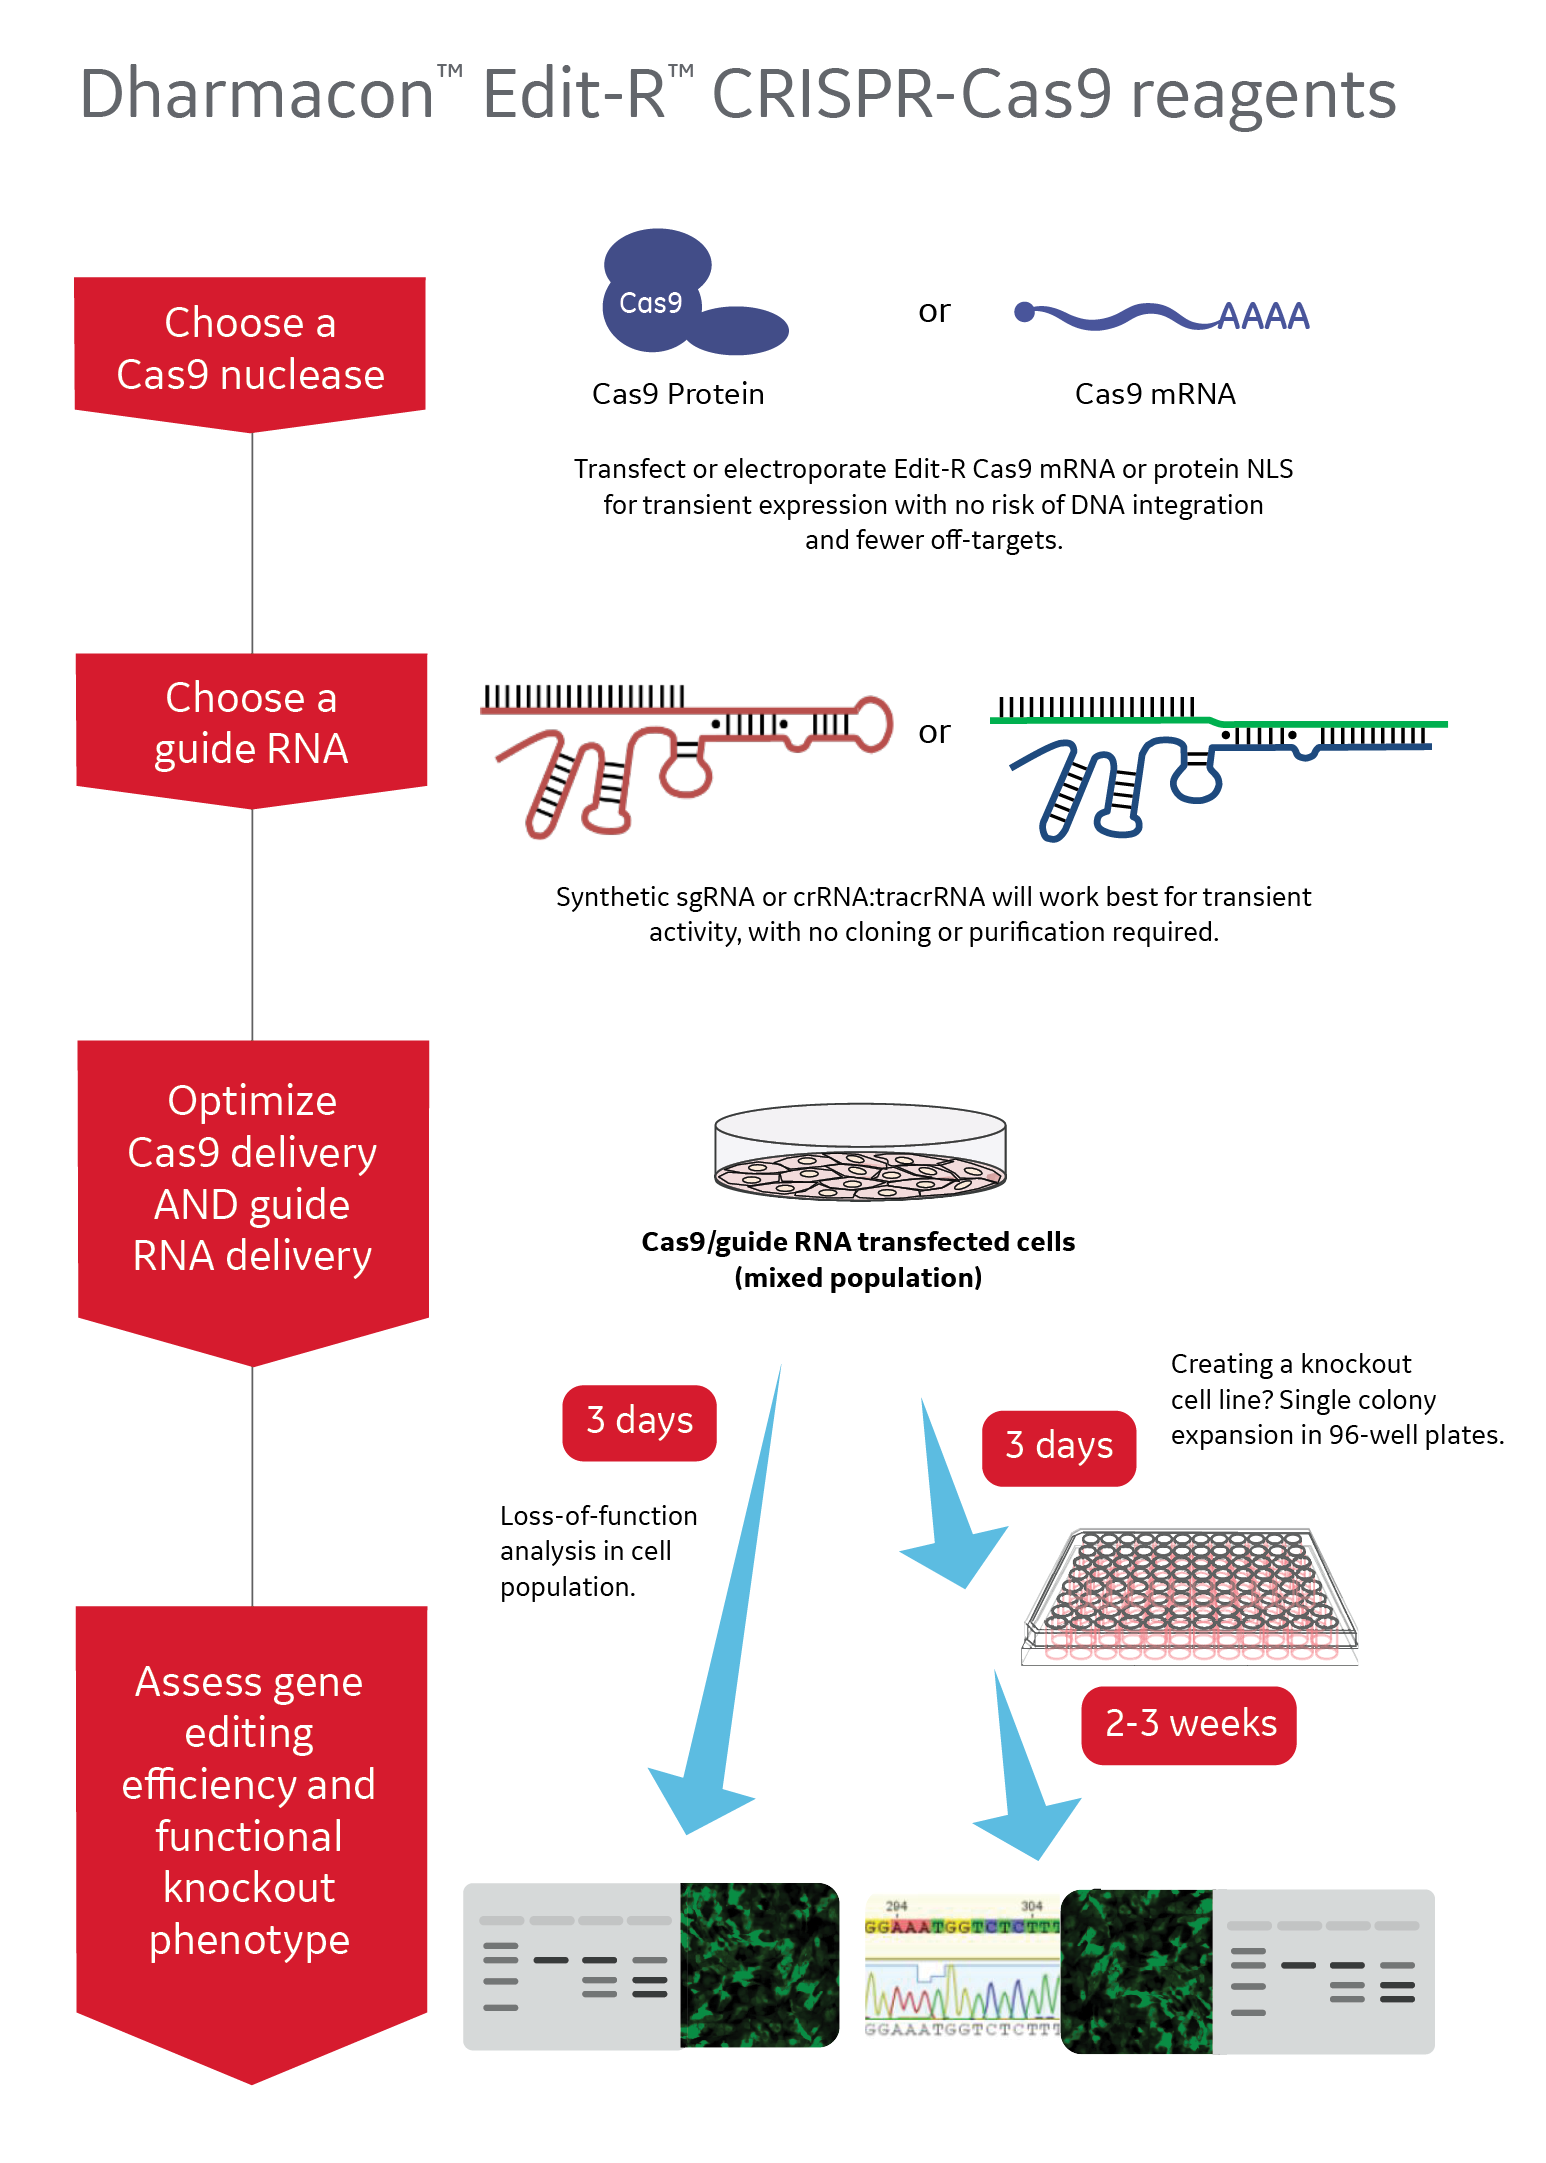 Dharmacon™ Edit-R™ CRISPR-Cas9 reagents
Choose a
Cas9 nuclease
Cas9
or
AAAA
Cas9 Protein
Cas9 mRNA
Transfect or electroporate Edit-R Cas9 mRNA or protein NLS
for transient expression with no risk of DNA integration
and fewer off-targets.
Choose a
guide RNA
or
Synthetic sgRNA or crRNA:tracrRNA will work best for transient
activity, with no cloning or purification required.
Optimize
Cas9 delivery
AND guide
RNA delivery
Cas9/guide RNA transfected cells
(mixed population)
3 days
Loss-of-function
analysis in cell
population.
3 days
Creating a knockout
cell line? Single colony
expansion in 96-well plates.
2-3 weeks
Assess gene
editing
efficiency and
functional
knockout
phenotype
294 304
GGAAATGGTCTCTTT
GGAAATGGTCTCTTT